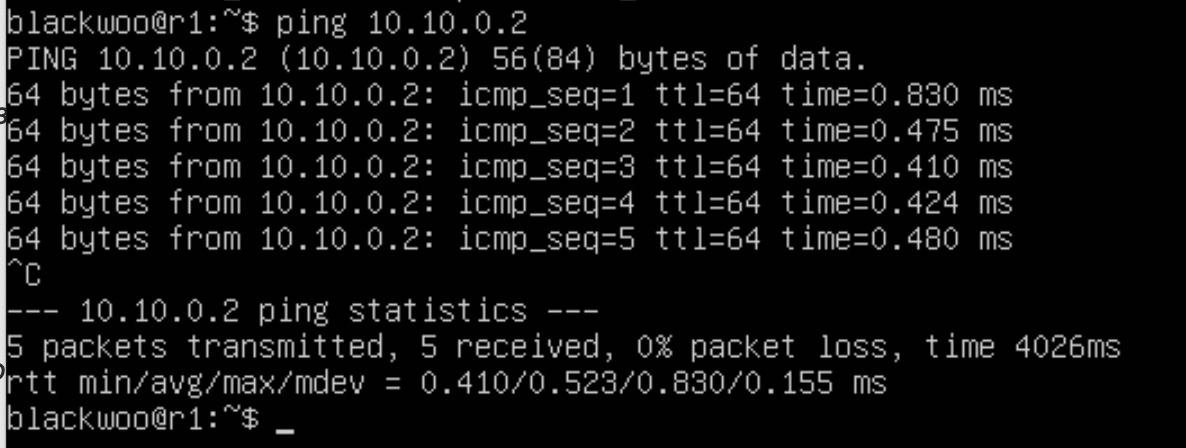 blackwoo@r1:~$ ping 10.10.0.2
PING 10.10.0.2 (10.10.0.2) 56(84) bytes of data.
64 bytes from 10.10.0.2: icmp_seq=1 ttl=64 time=0.830 ms
64 bytes from 10.10.0.2: icmp_seq=2 ttl=64 time=0.475 ms
64 bytes from 10.10.0.2: icmp_seq=3 ttl=64 time=0.410 ms
64 bytes from 10.10.0.2: icmp_seq=4 ttl=64 time=0.424 ms
64 bytes from 10.10.0.2: icmp_seq=5 ttl=64 time=0.480 ms
^C
--- 10.10.0.2 ping statistics ---
5 packets transmitted, 5 received, 0% packet loss, time 4026ms
rtt min/avg/max/mdev = 0.410/0.523/0.830/0.155 ms
blackwoo@r1:~$ _